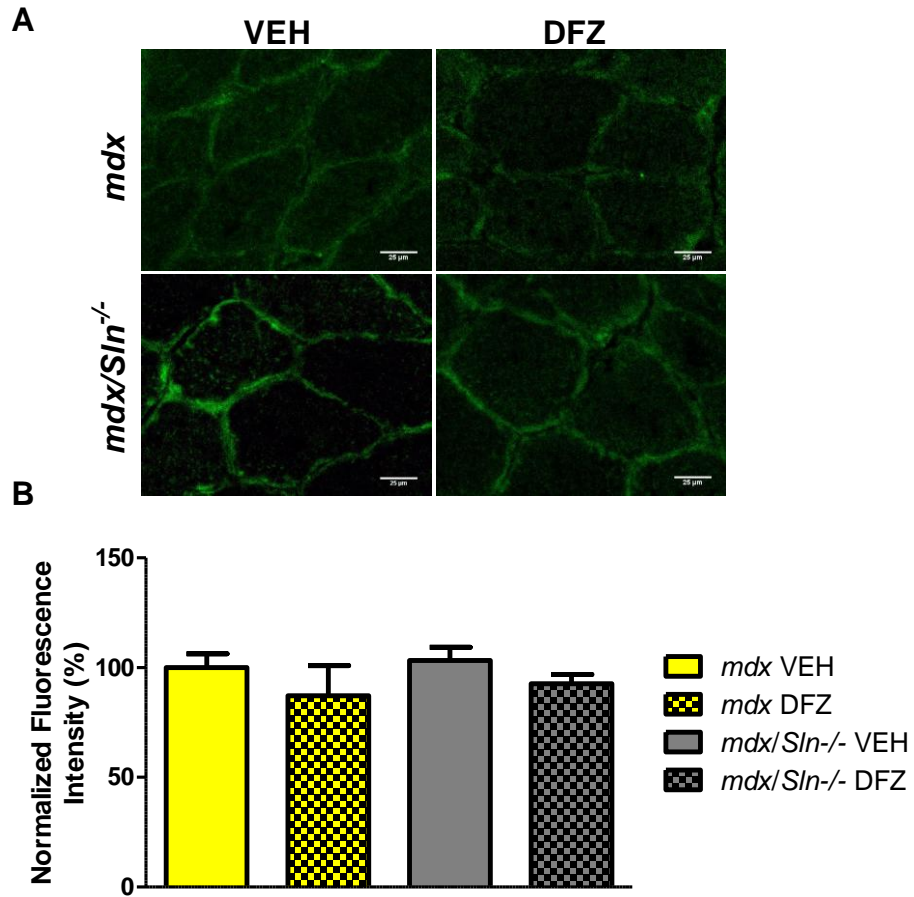 A
VEH DFZ
mdx
25 µm 25 µm
mdx/Sln-/-
25 µm 25 µm
B
Normalized Fluorescence
Intensity (%)
150
100
50
0
mdx VEH
mdx DFZ
mdx/Sln-/- VEH
mdx/Sln-/- DFZ